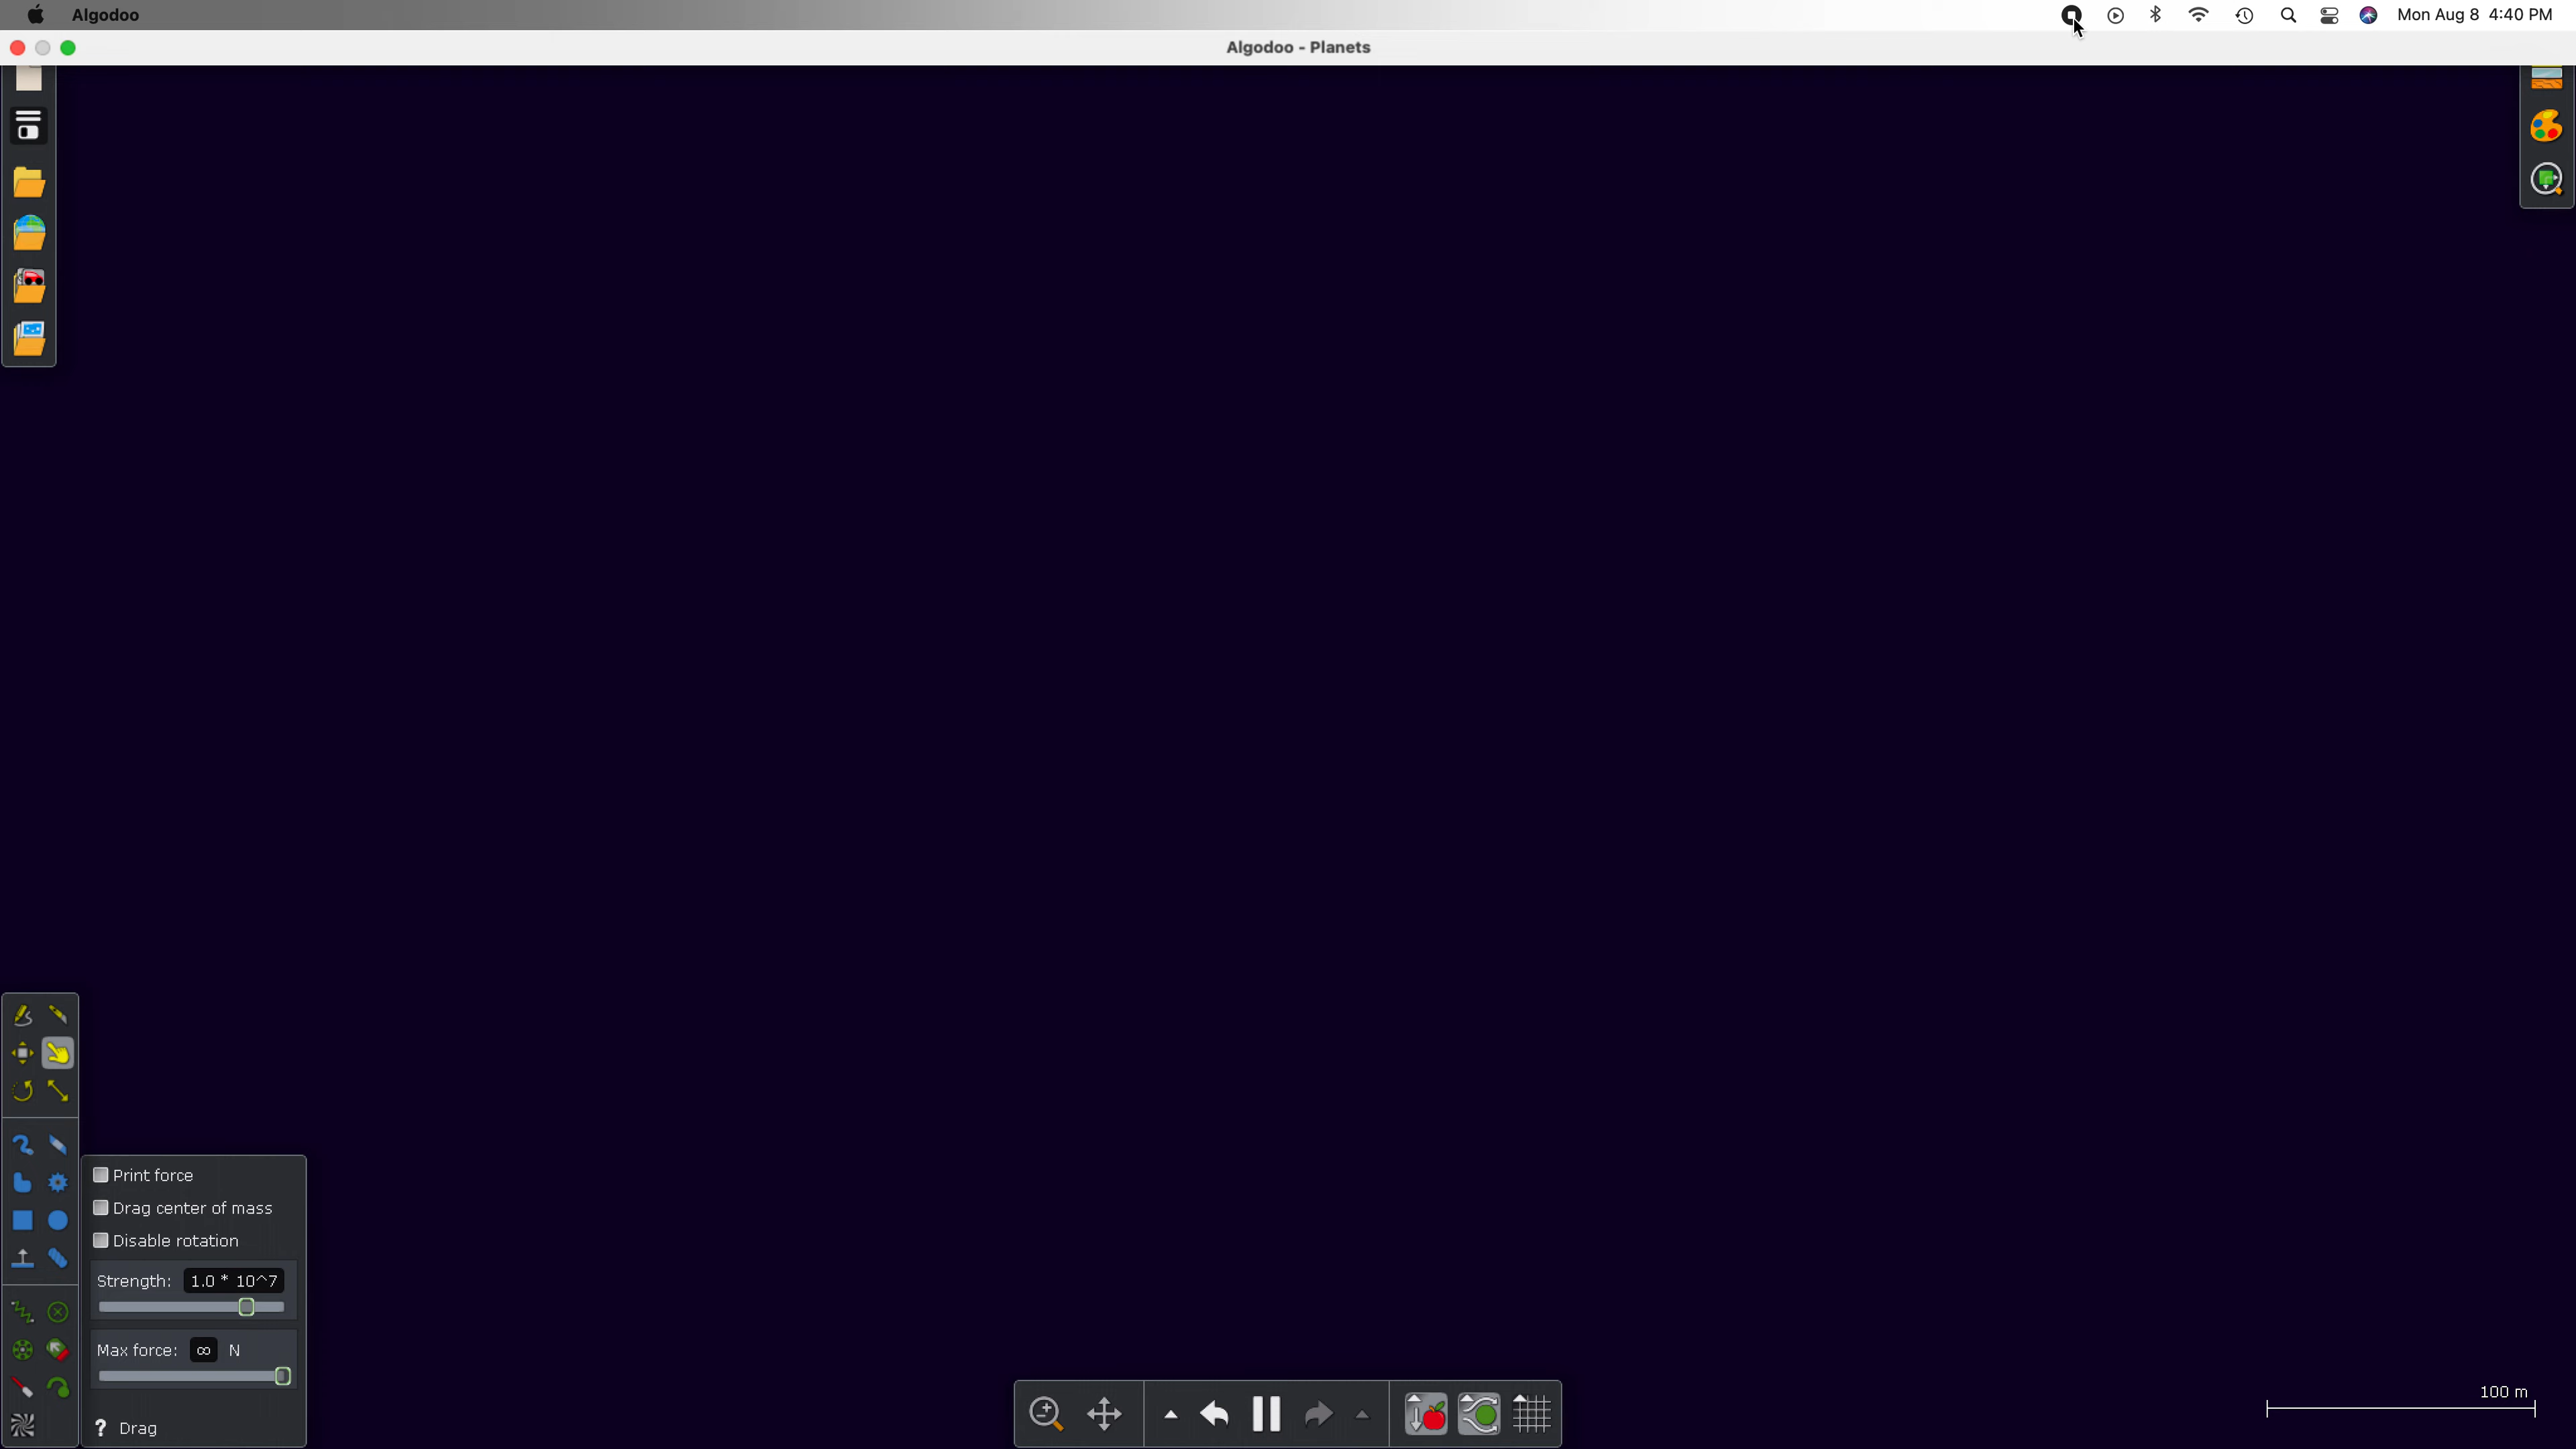 Algodoo
Mon Aug 8 4:40 PM
Algodoo - Planets
Print force
Drag center of mass
Disable rotation
Strength: 1.0 * 10^7
Max force: ∞ N
? Drag
100 m